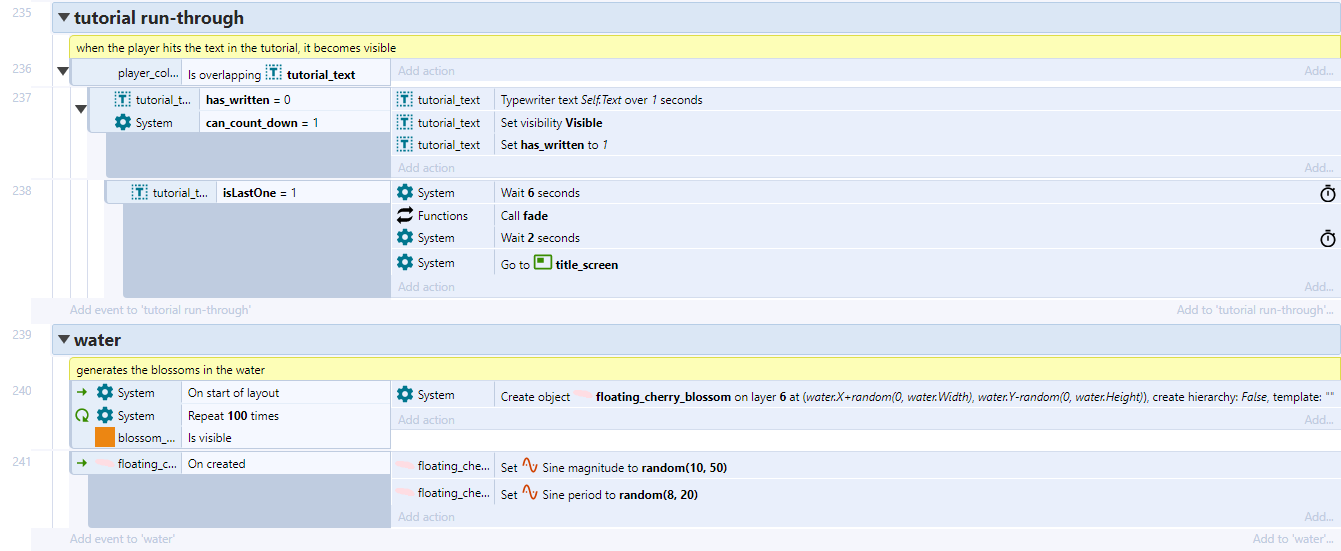 235 tutorial run-through
when the player hits the text in the tutorial, it becomes visible
236 player_col... Is overlapping tutorial_text Add action Add...
237 tutorial_t... has_written = 0 tutorial_text Typewriter text Self.Text over 1 seconds
System can_count_down = 1 tutorial_text Set visibility Visible
tutorial_text Set has_written to 1
Add action Add...
238 tutorial_t... isLastOne = 1 System Wait 6 seconds
Functions Call fade
System Wait 2 seconds
System Go to title_screen
Add action Add...
Add event to 'tutorial run-through' Add to 'tutorial run-through'...
239 water
generates the blossoms in the water
240 System On start of layout System Create object floating_cherry_blossom on layer 6 at (water.X+random(0, water.Width), water.Y-random(0, water.Height)), create hierarchy: False, template: ""
System Repeat 100 times Add action Add...
blossom_... Is visible
241 floating_c... On created floating_che... Set Sine magnitude to random(10, 50)
floating_che... Set Sine period to random(8, 20)
Add action Add...
Add event to 'water' Add to 'water'...